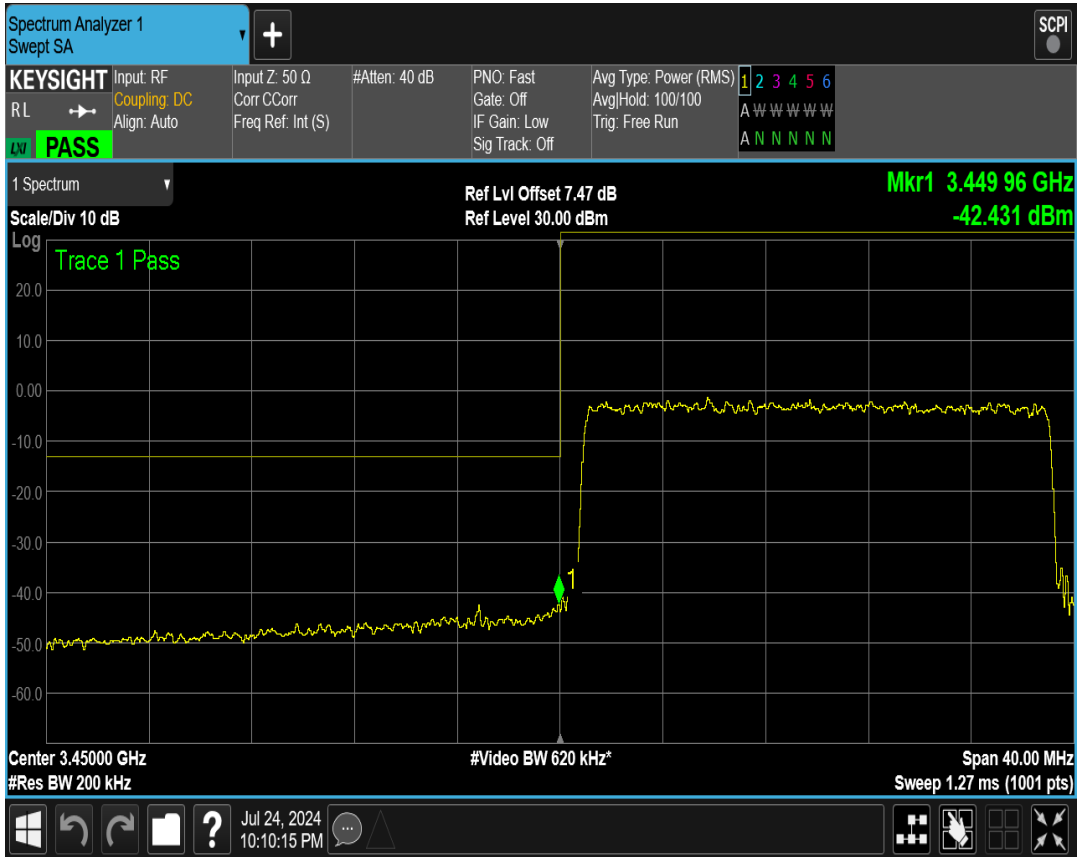 Spectrum Analyzer 1
Swept SA
SCPI
KEYSIGHT
RL
LXI PASS
Input: RF
Coupling: DC
Align: Auto
Input Z: 50 Ω
Corr CCorr
Freq Ref: Int (S)
#Atten: 40 dB
PNO: Fast
Gate: Off
IF Gain: Low
Sig Track: Off
Avg Type: Power (RMS)
Avg|Hold: 100/100
Trig: Free Run
1 2 3 4 5 6
A W W W W W
A N N N N N
1 Spectrum
Scale/Div 10 dB
Ref Lvl Offset 7.47 dB
Ref Level 30.00 dBm
Mkr1 3.449 96 GHz
-42.431 dBm
Log
Trace 1 Pass
20.0
10.0
0.00
-10.0
-20.0
-30.0
1
-40.0
-50.0
-60.0
Center 3.45000 GHz
#Res BW 200 kHz
#Video BW 620 kHz*
Span 40.00 MHz
Sweep 1.27 ms (1001 pts)
?
Jul 24, 2024
10:10:15 PM